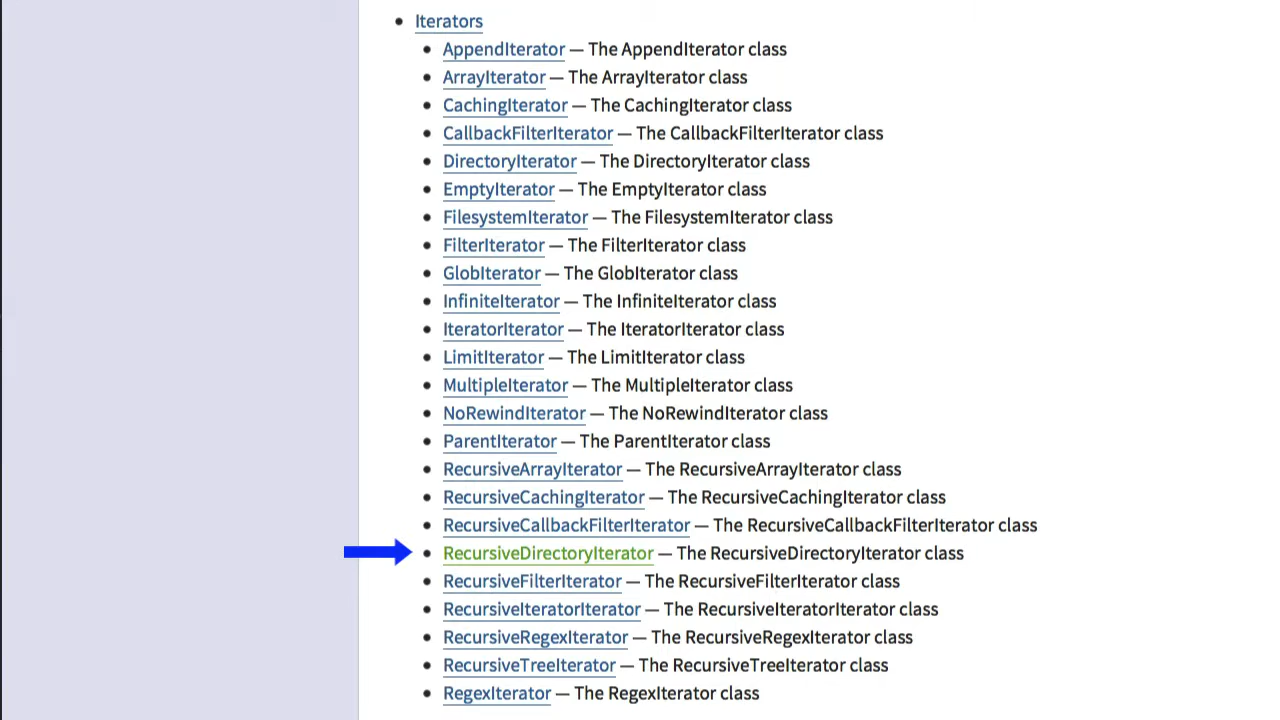 Iterators
AppendIterator — The AppendIterator class
ArrayIterator — The ArrayIterator class
CachingIterator — The CachingIterator class
CallbackFilterIterator — The CallbackFilterIterator class
DirectoryIterator — The DirectoryIterator class
EmptyIterator — The EmptyIterator class
FilesystemIterator — The FilesystemIterator class
FilterIterator — The FilterIterator class
GlobIterator — The GlobIterator class
InfiniteIterator — The InfiniteIterator class
IteratorIterator — The IteratorIterator class
LimitIterator — The LimitIterator class
MultipleIterator — The MultipleIterator class
NoRewindIterator — The NoRewindIterator class
ParentIterator — The ParentIterator class
RecursiveArrayIterator — The RecursiveArrayIterator class
RecursiveCachingIterator — The RecursiveCachingIterator class
RecursiveCallbackFilterIterator — The RecursiveCallbackFilterIterator class
RecursiveDirectoryIterator — The RecursiveDirectoryIterator class
RecursiveFilterIterator — The RecursiveFilterIterator class
RecursiveIteratorIterator — The RecursiveIteratorIterator class
RecursiveRegexIterator — The RecursiveRegexIterator class
RecursiveTreeIterator — The RecursiveTreeIterator class
RegexIterator — The RegexIterator class